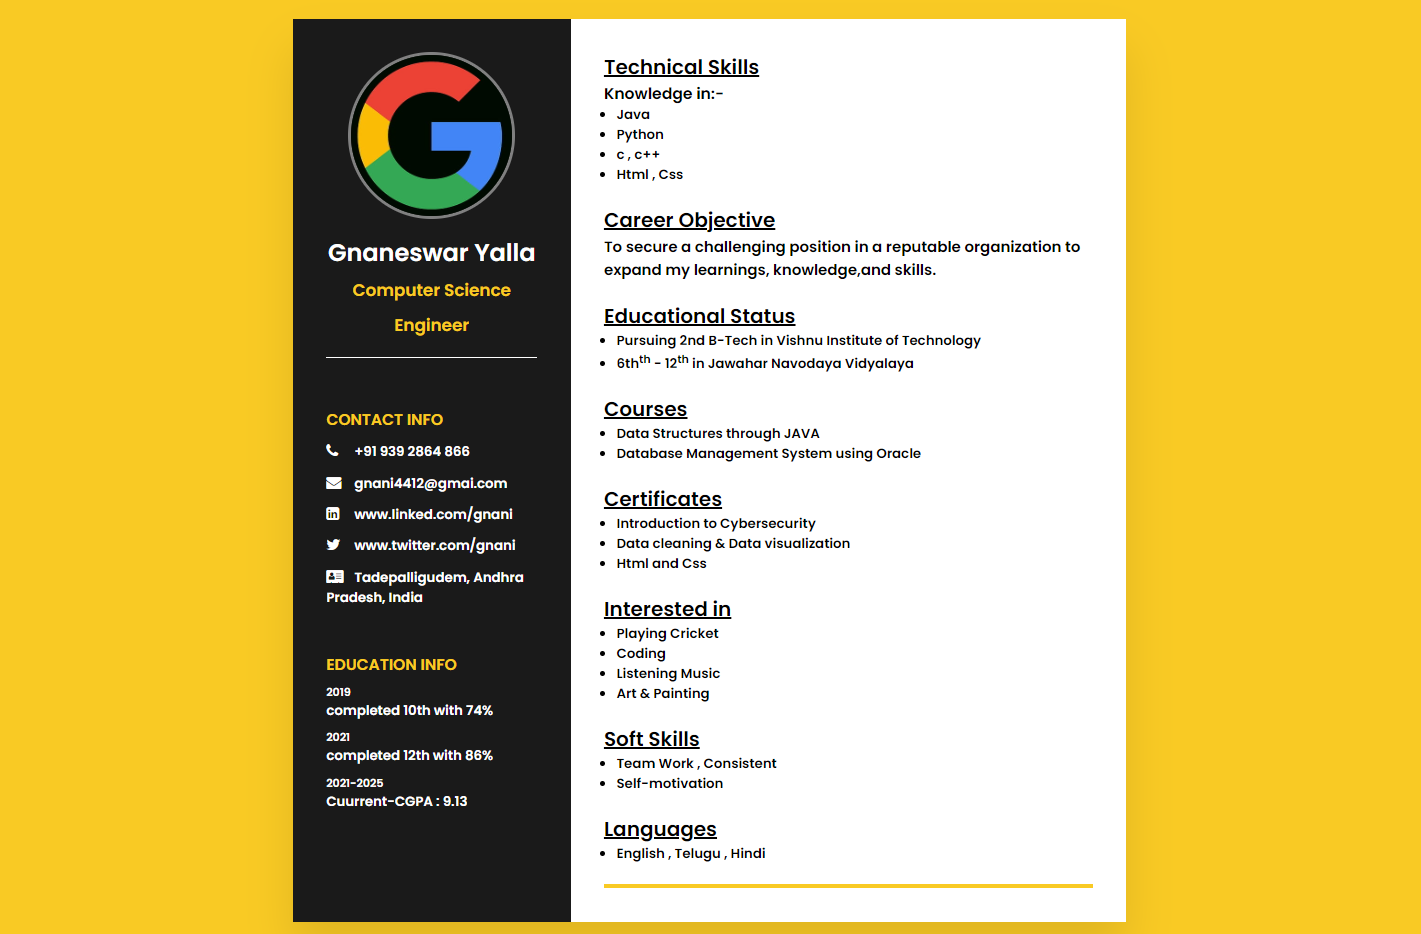 Gnaneswar Yalla
Computer Science
Engineer
CONTACT INFO
+91 939 2864 866
gnani4412@gmai.com
www.linked.com/gnani
www.twitter.com/gnani
Tadepalligudem, Andhra
Pradesh, India
EDUCATION INFO
2019
completed 10th with 74%
2021
completed 12th with 86%
2021-2025
Cuurrent-CGPA : 9.13
Technical Skills
Knowledge in:-
Java
Python
c , c++
Html , Css
Career Objective
To secure a challenging position in a reputable organization to
expand my learnings, knowledge,and skills.
Educational Status
Pursuing 2nd B-Tech in Vishnu Institute of Technology
6thth - 12th in Jawahar Navodaya Vidyalaya
Courses
Data Structures through JAVA
Database Management System using Oracle
Certificates
Introduction to Cybersecurity
Data cleaning & Data visualization
Html and Css
Interested in
Playing Cricket
Coding
Listening Music
Art & Painting
Soft Skills
Team Work , Consistent
Self-motivation
Languages
English , Telugu , Hindi